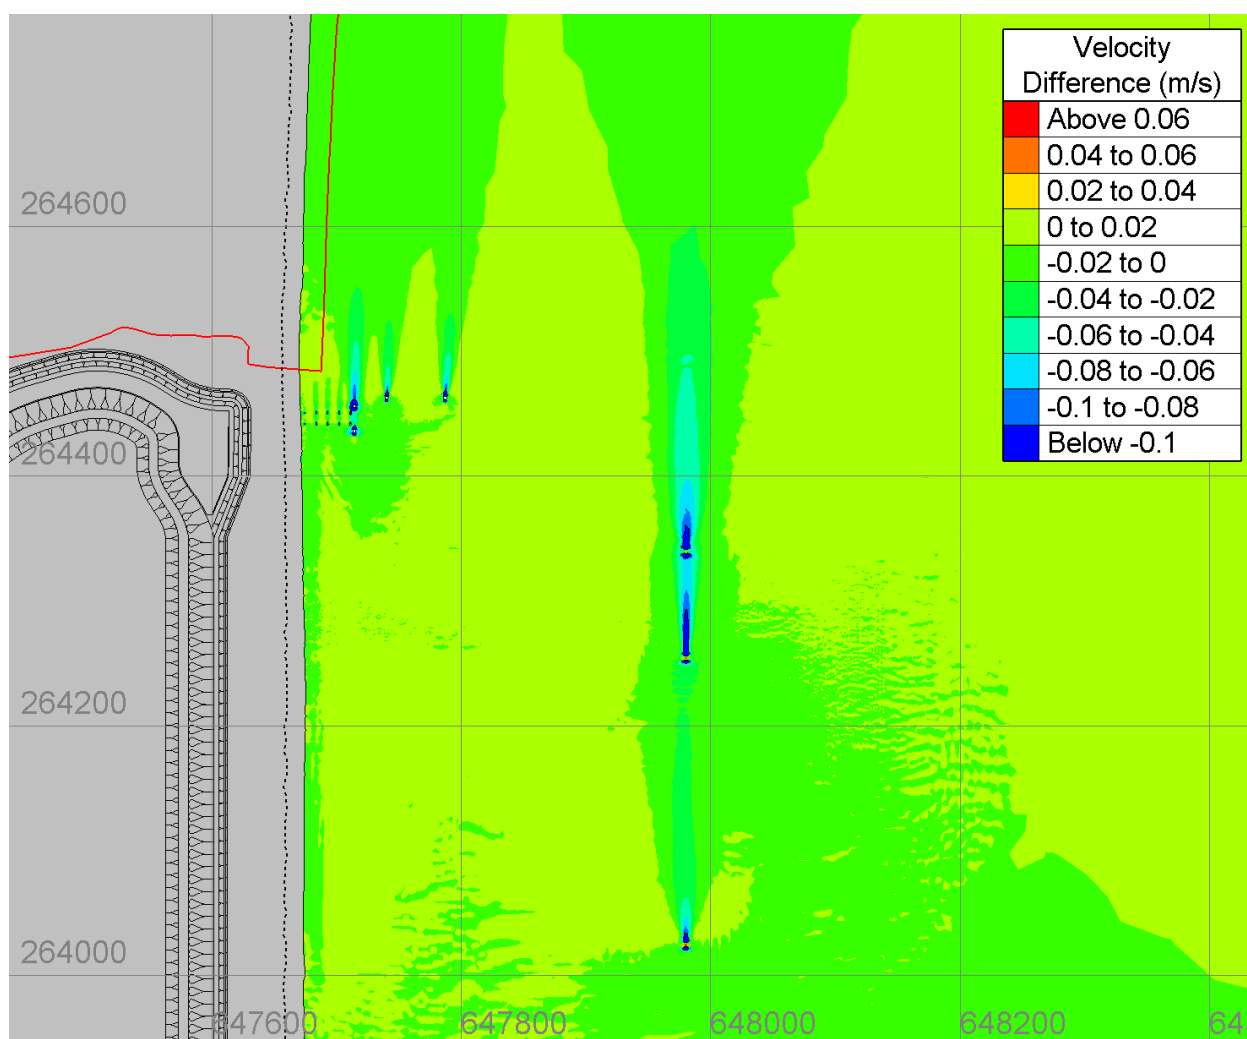 Velocity
Difference (m/s)
Above 0.06
0.04 to 0.06
0.02 to 0.04
0 to 0.02
-0.02 to 0
-0.04 to -0.02
-0.06 to -0.04
-0.08 to -0.06
-0.1 to -0.08
Below -0.1
264600
264400
264200
264000
647600 647800 648000 648200 64